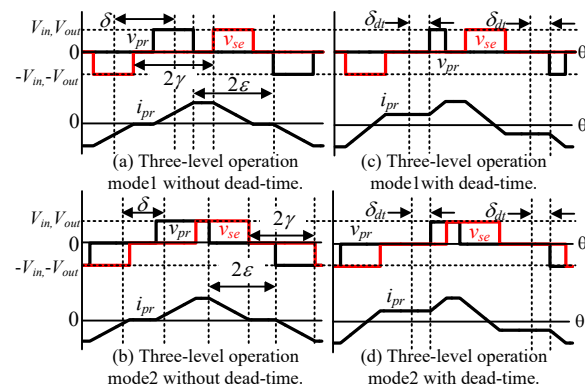 δ
V_in,V_out
v_pr
v_se
0
-V_in,-V_out
2γ
2ε
i_pr
0
(a) Three-level operation
mode1 without dead-time.
δ_dt
δ_dt
v_se
θ
v_pr
i_pr
θ
(c) Three-level operation
mode1with dead-time.
V_in,V_out
δ
2γ
v_pr
v_se
0
-V_in,-V_out
2ε
i_pr
0
(b) Three-level operation
mode2 without dead-time.
δ_dt
δ_dt
v_pr
v_se
θ
i_pr
θ
(d) Three-level operation
mode2 with dead-time.